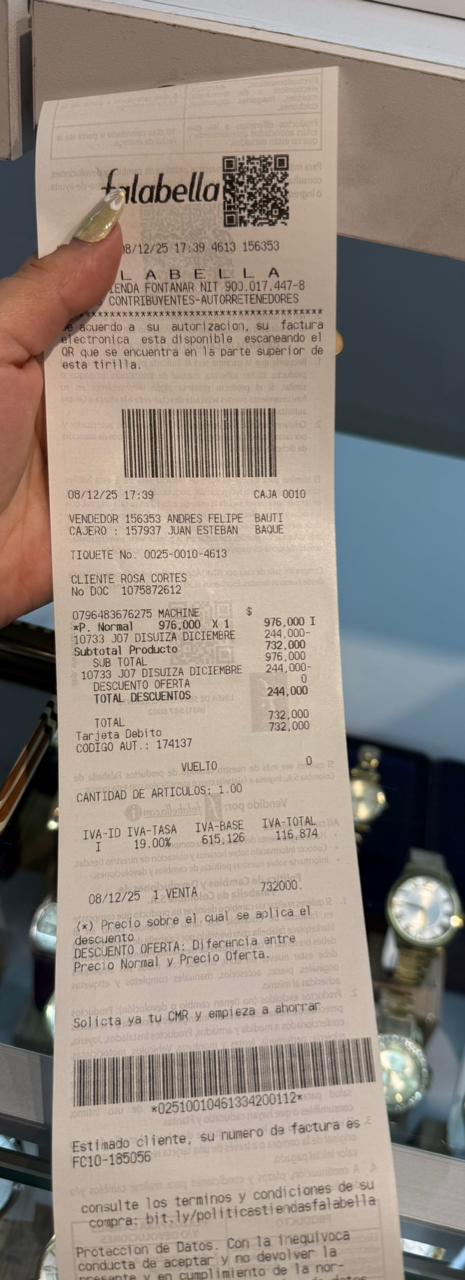 falabella
08/12/25 17:39 4613 156353
LABELLA
IENDA FONTANAR NIT 900.017.447-8
CONTRIBUYENTES-AUTORRETENEDORES
acuerdo a su autorizacion, su factura
electronica esta disponible escaneando el
QR que se encuentra en la parte superior de
esta tirilla.
08/12/25 17:39 CAJA 0010
VENDEDOR 156353 ANDRES FELIPE BAUTI
CAJERO : 157937 JUAN ESTEBAN BAQUE
TIQUETE No. 0025-0010-4613
CLIENTE ROSA CORTES
No DOC 1075872612
0796483676275 MACHINE $
*P. Normal 976,000 X 1 976,000 I
10733 J07 DISUIZA DICIEMBRE 244,000-
Subtotal Producto 732,000
SUB TOTAL 976,000
10733 J07 DISUIZA DICIEMBRE 244,000-
DESCUENTO OFERTA 0
TOTAL DESCUENTOS 244,000
TOTAL 732,000
Tarjeta Debito 732,000
CODIGO AUT.: 174137
VUELTO 0
CANTIDAD DE ARTICULOS: 1.00
IVA-ID IVA-TASA IVA-BASE IVA-TOTAL
I 19.00% 615,126 116,874
08/12/25 1 VENTA 732000.
(*) Precio sobre el cual se aplica el
descuento
DESCUENTO OFERTA: Diferencia entre
Precio Normal y Precio Oferta.
Solicta ya tu CMR y empieza a ahorrar
*02510010461334200112*
Estimado cliente, su numero da factura es
FC10-185056
consulte los terminos y condiciones de su
compra: bit.ly/politicastiendasfalabella
Proteccion de Datos. Con la inequivoca
conducta de aceptar y no devolver la
presente y en cumplimiento de la nor-